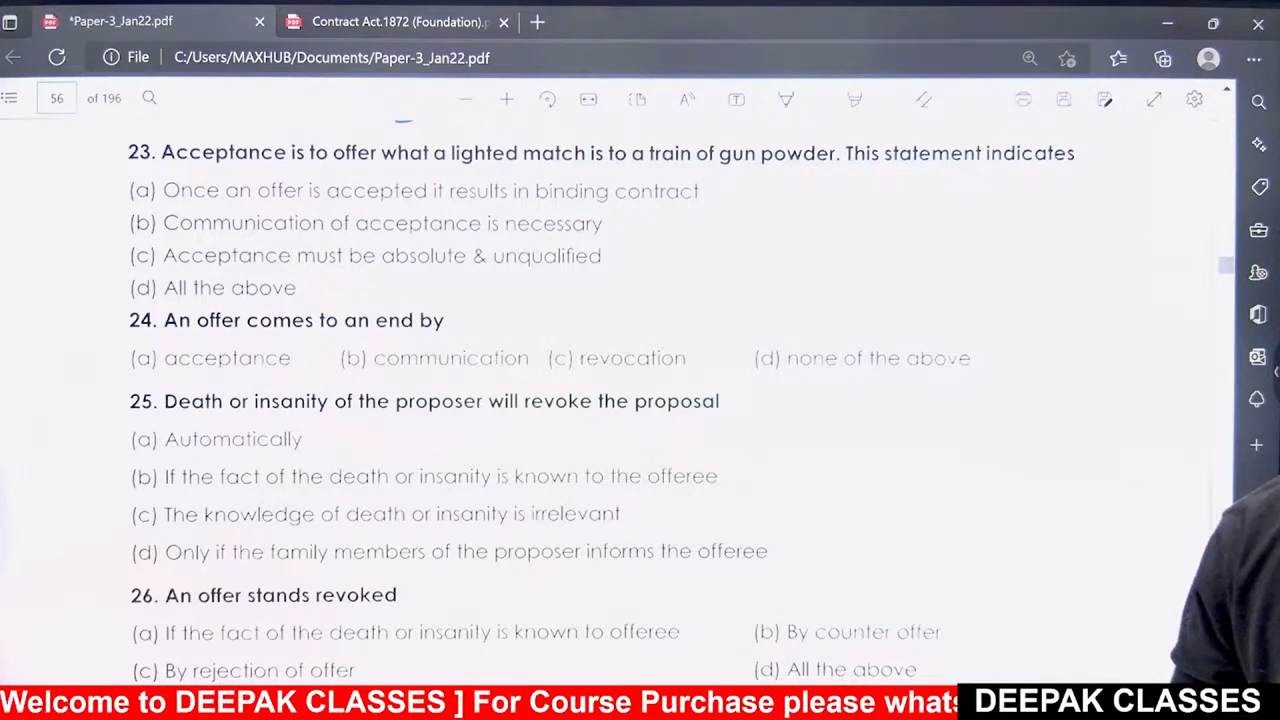 *Paper-3_Jan22.pdf
Contract Act.1872 (Foundation).
File
C:/Users/MAXHUB/Documents/Paper-3_Jan22.pdf
56 of 196
23. Acceptance is to offer what a lighted match is to a train of gun powder. This statement indicates
(a) Once an offer is accepted it results in binding contract
(b) Communication of acceptance is necessary
(c) Acceptance must be absolute & unqualified
(d) All the above
24. An offer comes to an end by
(a) acceptance (b) communication (c) revocation (d) none of the above
25. Death or insanity of the proposer will revoke the proposal
(a) Automatically
(b) If the fact of the death or insanity is known to the offeree
(c) The knowledge of death or insanity is irrelevant
(d) Only if the family members of the proposer informs the offeree
26. An offer stands revoked
(a) If the fact of the death or insanity is known to offeree (b) By counter offer
(c) By rejection of offer (d) All the above
Welcome to DEEPAK CLASSES ] For Course Purchase please whats
DEEPAK CLASSES